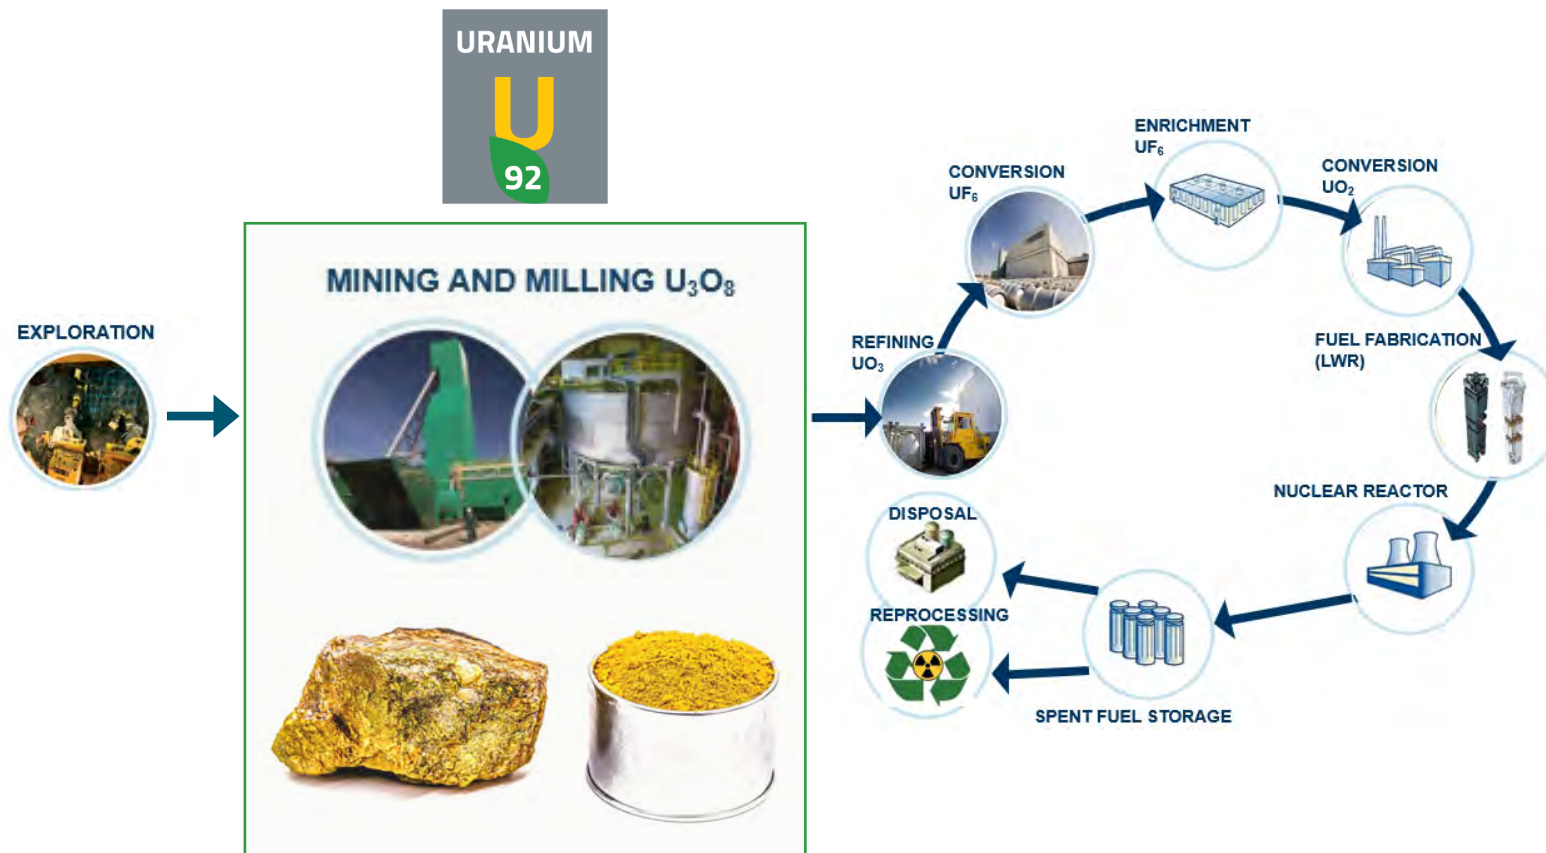 URANIUM
U
92
EXPLORATION
MINING AND MILLING U₃O₈
REFINING
UO₃
CONVERSION
UF₆
ENRICHMENT
UF₆
CONVERSION
UO₂
FUEL FABRICATION
(LWR)
NUCLEAR REACTOR
SPENT FUEL STORAGE
DISPOSAL
REPROCESSING